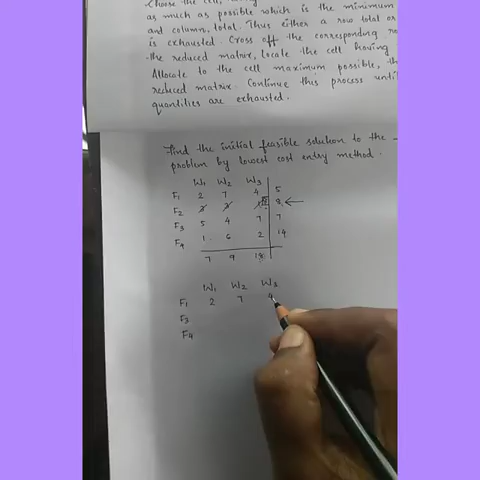 Choose the cell, having
as much as possible which is the minimum
and column, total. Thus either a row total or
is exhausted. Cross off the corresponding
the reduced matrix, locate the cell having
Allocate to the cell maximum possible,
reduced matrix. Continue this process until
quantities are exhausted.
Find the initial feasible solution to the
problem by lowest cost entry method.
W1 W2 W3
F1 2 7 4 5
F2 3 3 1 8 ←
F3 5 4 7 7
F4 1 6 2 14
7 9 18
W1 W2 W3
F1 2 7 4
F3
F4